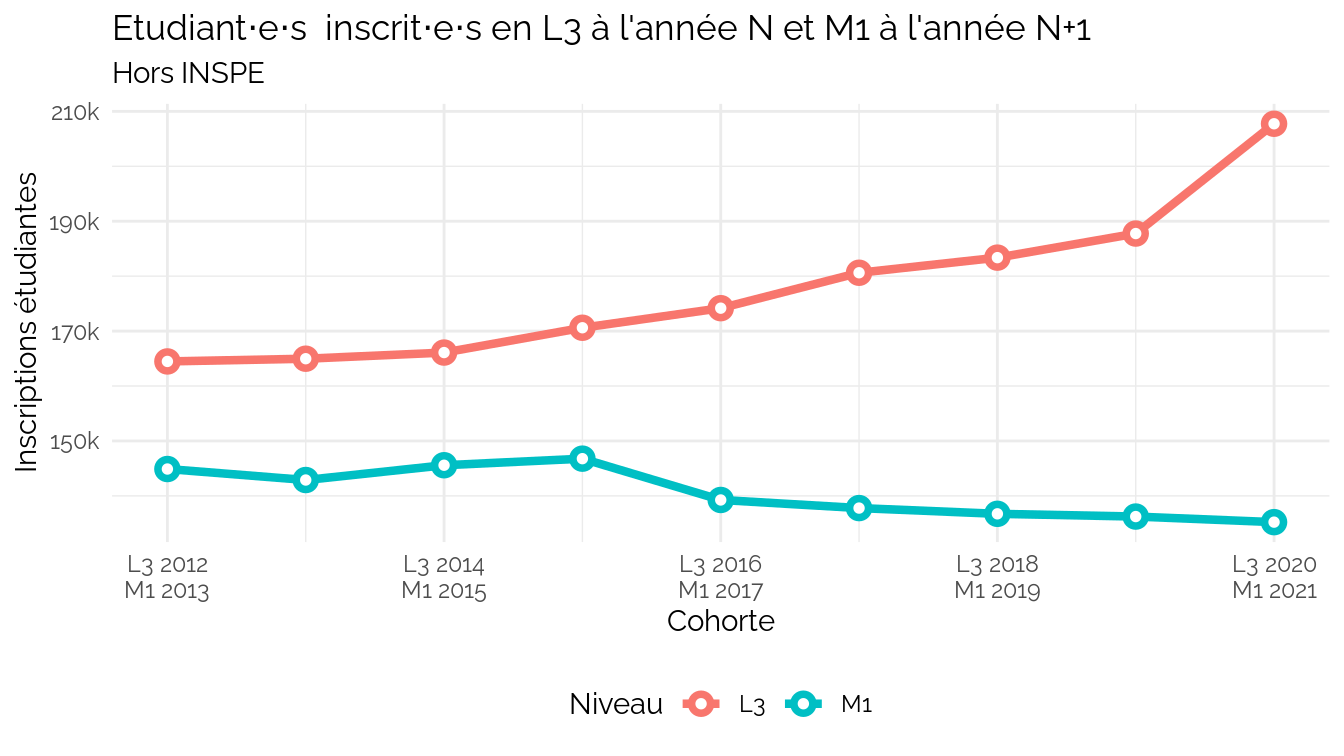 Etudiant⋅e⋅s  inscrit⋅e⋅s en L3 à l'année N et M1 à l'année N+1
Hors INSPE
Inscriptions étudiantes
210k
190k
170k
150k
L3 2012
M1 2013
L3 2014
M1 2015
L3 2016
M1 2017
L3 2018
M1 2019
L3 2020
M1 2021
Cohorte
Niveau L3 M1